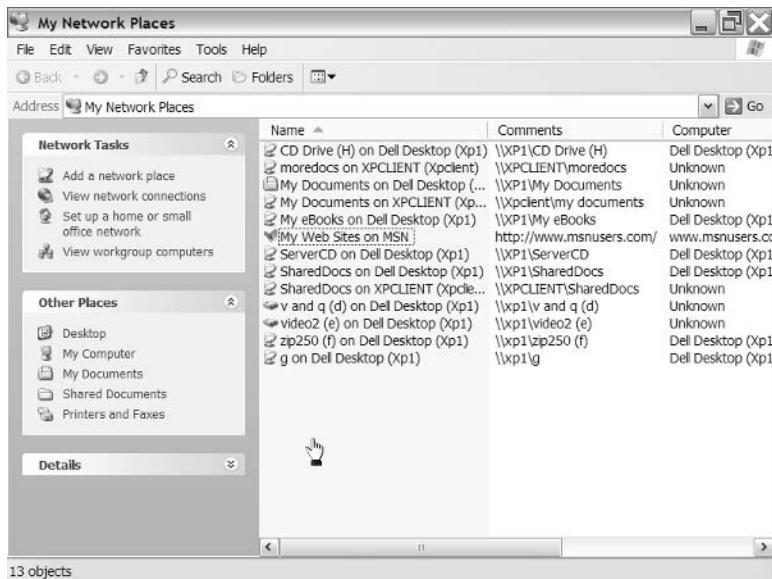 My Network Places
File Edit View Favorites Tools Help
Back Search Folders
Address My Network Places Go
Network Tasks
Add a network place
View network connections
Set up a home or small
office network
View workgroup computers
Other Places
Desktop
My Computer
My Documents
Shared Documents
Printers and Faxes
Details
Name Comments Computer
CD Drive (H) on Dell Desktop (Xp1) \\XP1\CD Drive (H) Dell Desktop (Xp1
moredocs on XPCLIENT (Xpclient) \\XPCLIENT\moredocs Unknown
My Documents on Dell Desktop (... \\XP1\My Documents Unknown
My Documents on XPCLIENT (Xp... \\Xpclient\my documents Unknown
My eBooks on Dell Desktop (Xp1) \\XP1\My eBooks Dell Desktop (Xp1
My Web Sites on MSN http://www.msnusers.com/ www.msnusers.co
ServerCD on Dell Desktop (Xp1) \\XP1\ServerCD Dell Desktop (Xp1
SharedDocs on Dell Desktop (Xp1) \\XP1\SharedDocs Dell Desktop (Xp1
SharedDocs on XPCLIENT (Xpclie... \\XPCLIENT\SharedDocs Unknown
v and q (d) on Dell Desktop (Xp1) \\xp1\v and q (d) Unknown
video2 (e) on Dell Desktop (Xp1) \\xp1\video2 (e) Unknown
zip250 (f) on Dell Desktop (Xp1) \\xp1\zip250 (f) Dell Desktop (Xp1
g on Dell Desktop (Xp1) \\xp1\g Dell Desktop (Xp1
13 objects